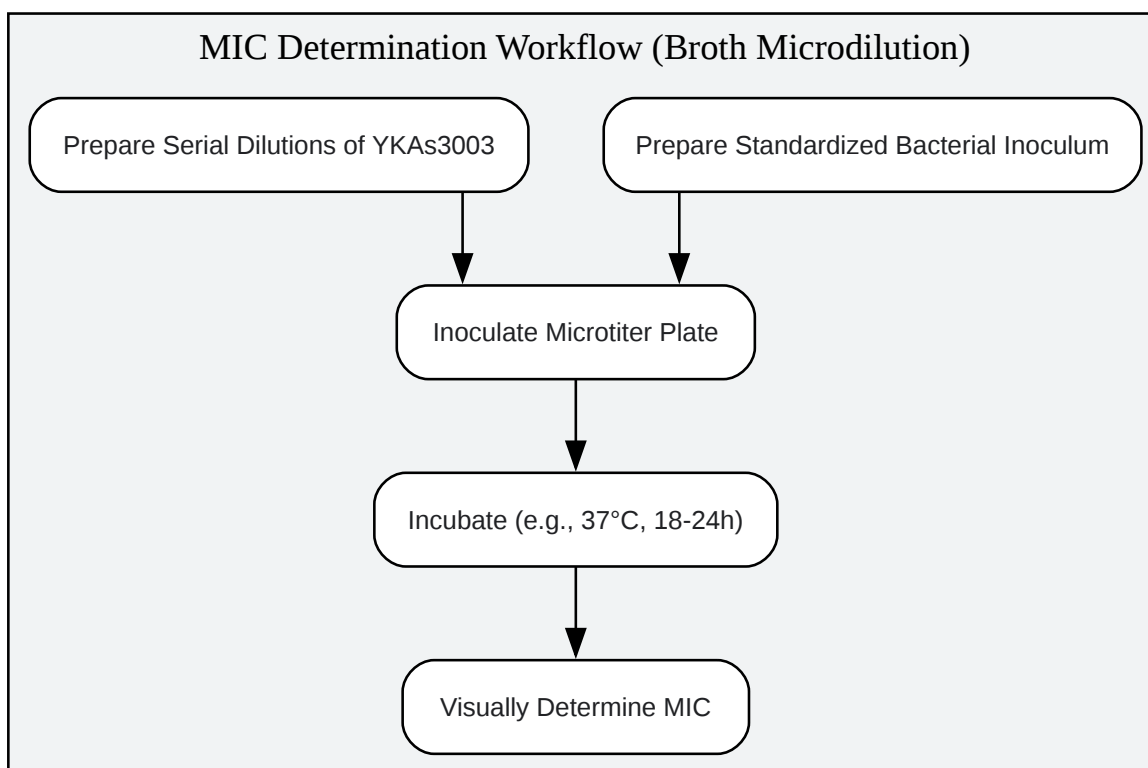 MIC Determination Workflow (Broth Microdilution)
Prepare Serial Dilutions of YKAs3003
Prepare Standardized Bacterial Inoculum
Inoculate Microtiter Plate
Incubate (e.g., 37°C, 18-24h)
Visually Determine MIC